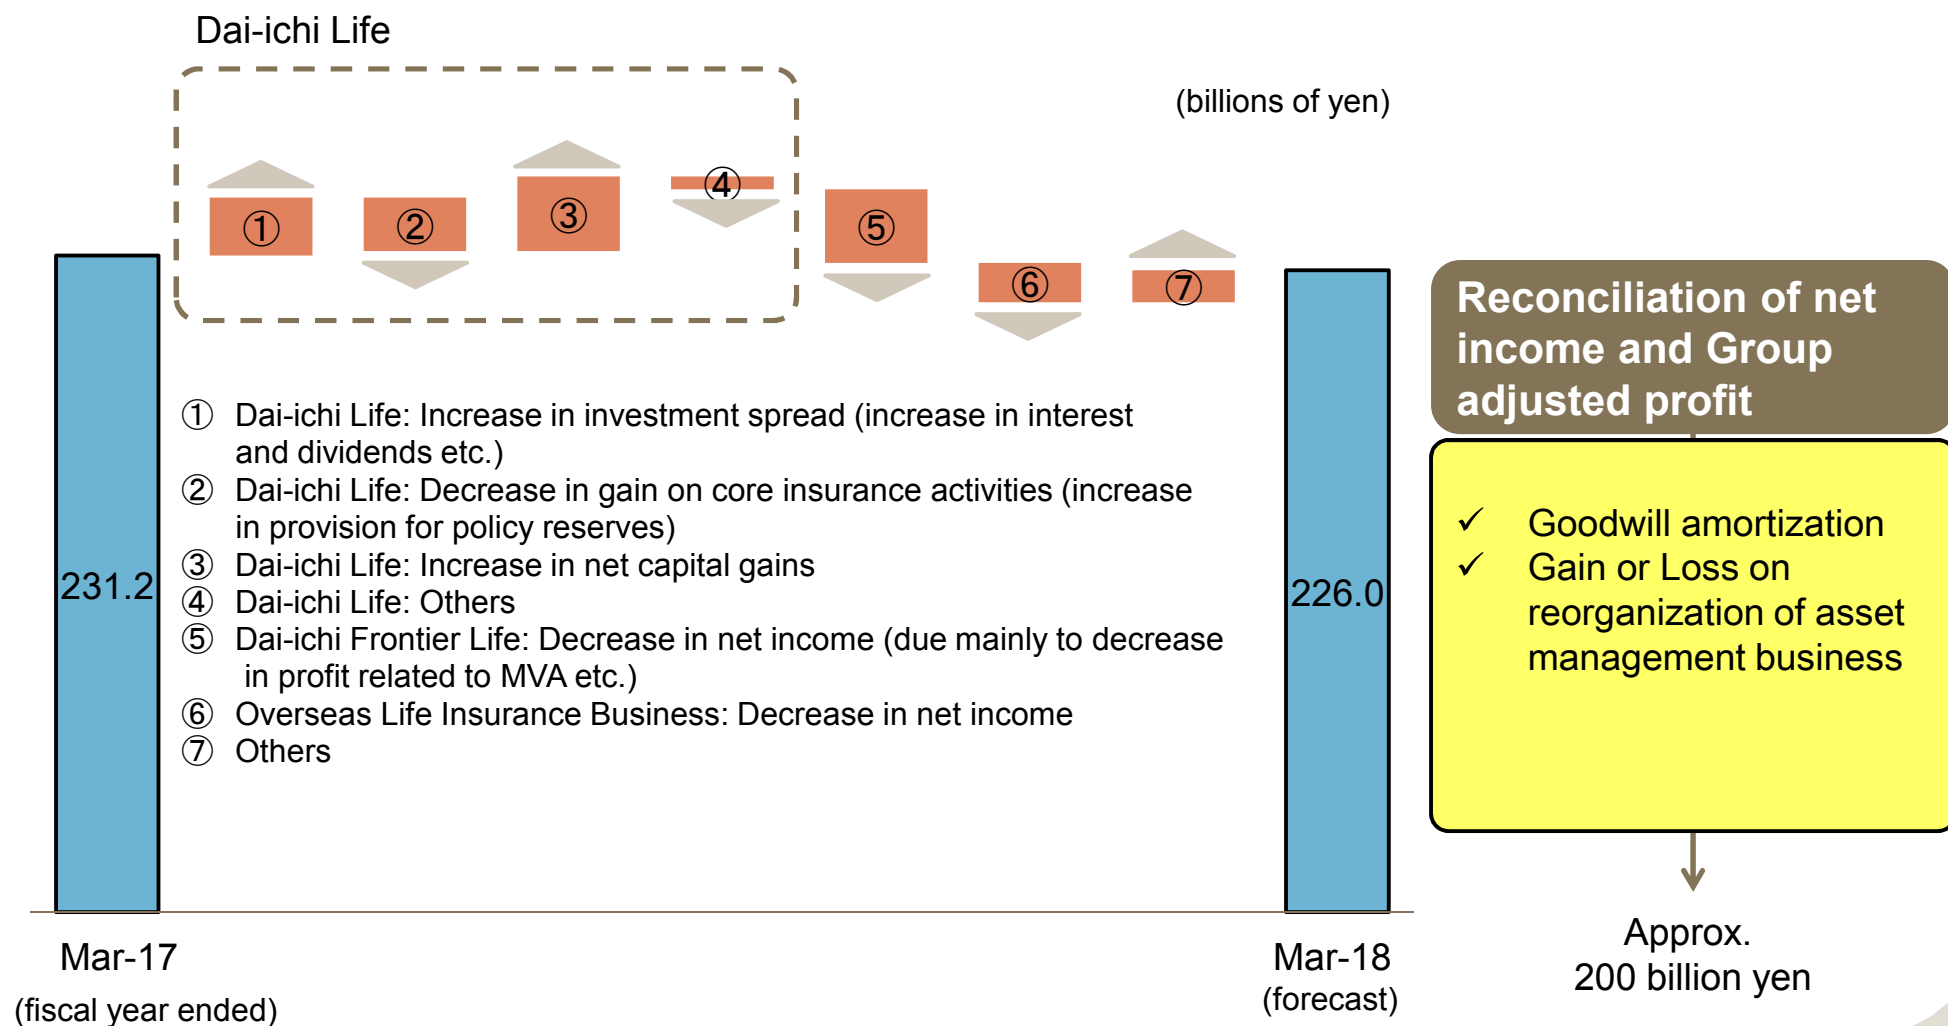 Dai-ichi Life
(billions of yen)
①
②
③
④
⑤
⑥
⑦
231.2
226.0
① Dai-ichi Life: Increase in investment spread (increase in interest
and dividends etc.)
② Dai-ichi Life: Decrease in gain on core insurance activities (increase
in provision for policy reserves)
③ Dai-ichi Life: Increase in net capital gains
④ Dai-ichi Life: Others
⑤ Dai-ichi Frontier Life: Decrease in net income (due mainly to decrease
in profit related to MVA etc.)
⑥ Overseas Life Insurance Business: Decrease in net income
⑦ Others
Mar-17
(fiscal year ended)
Mar-18
(forecast)
Reconciliation of net
income and Group
adjusted profit
✓ Goodwill amortization
✓ Gain or Loss on
reorganization of asset
management business
Approx.
200 billion yen